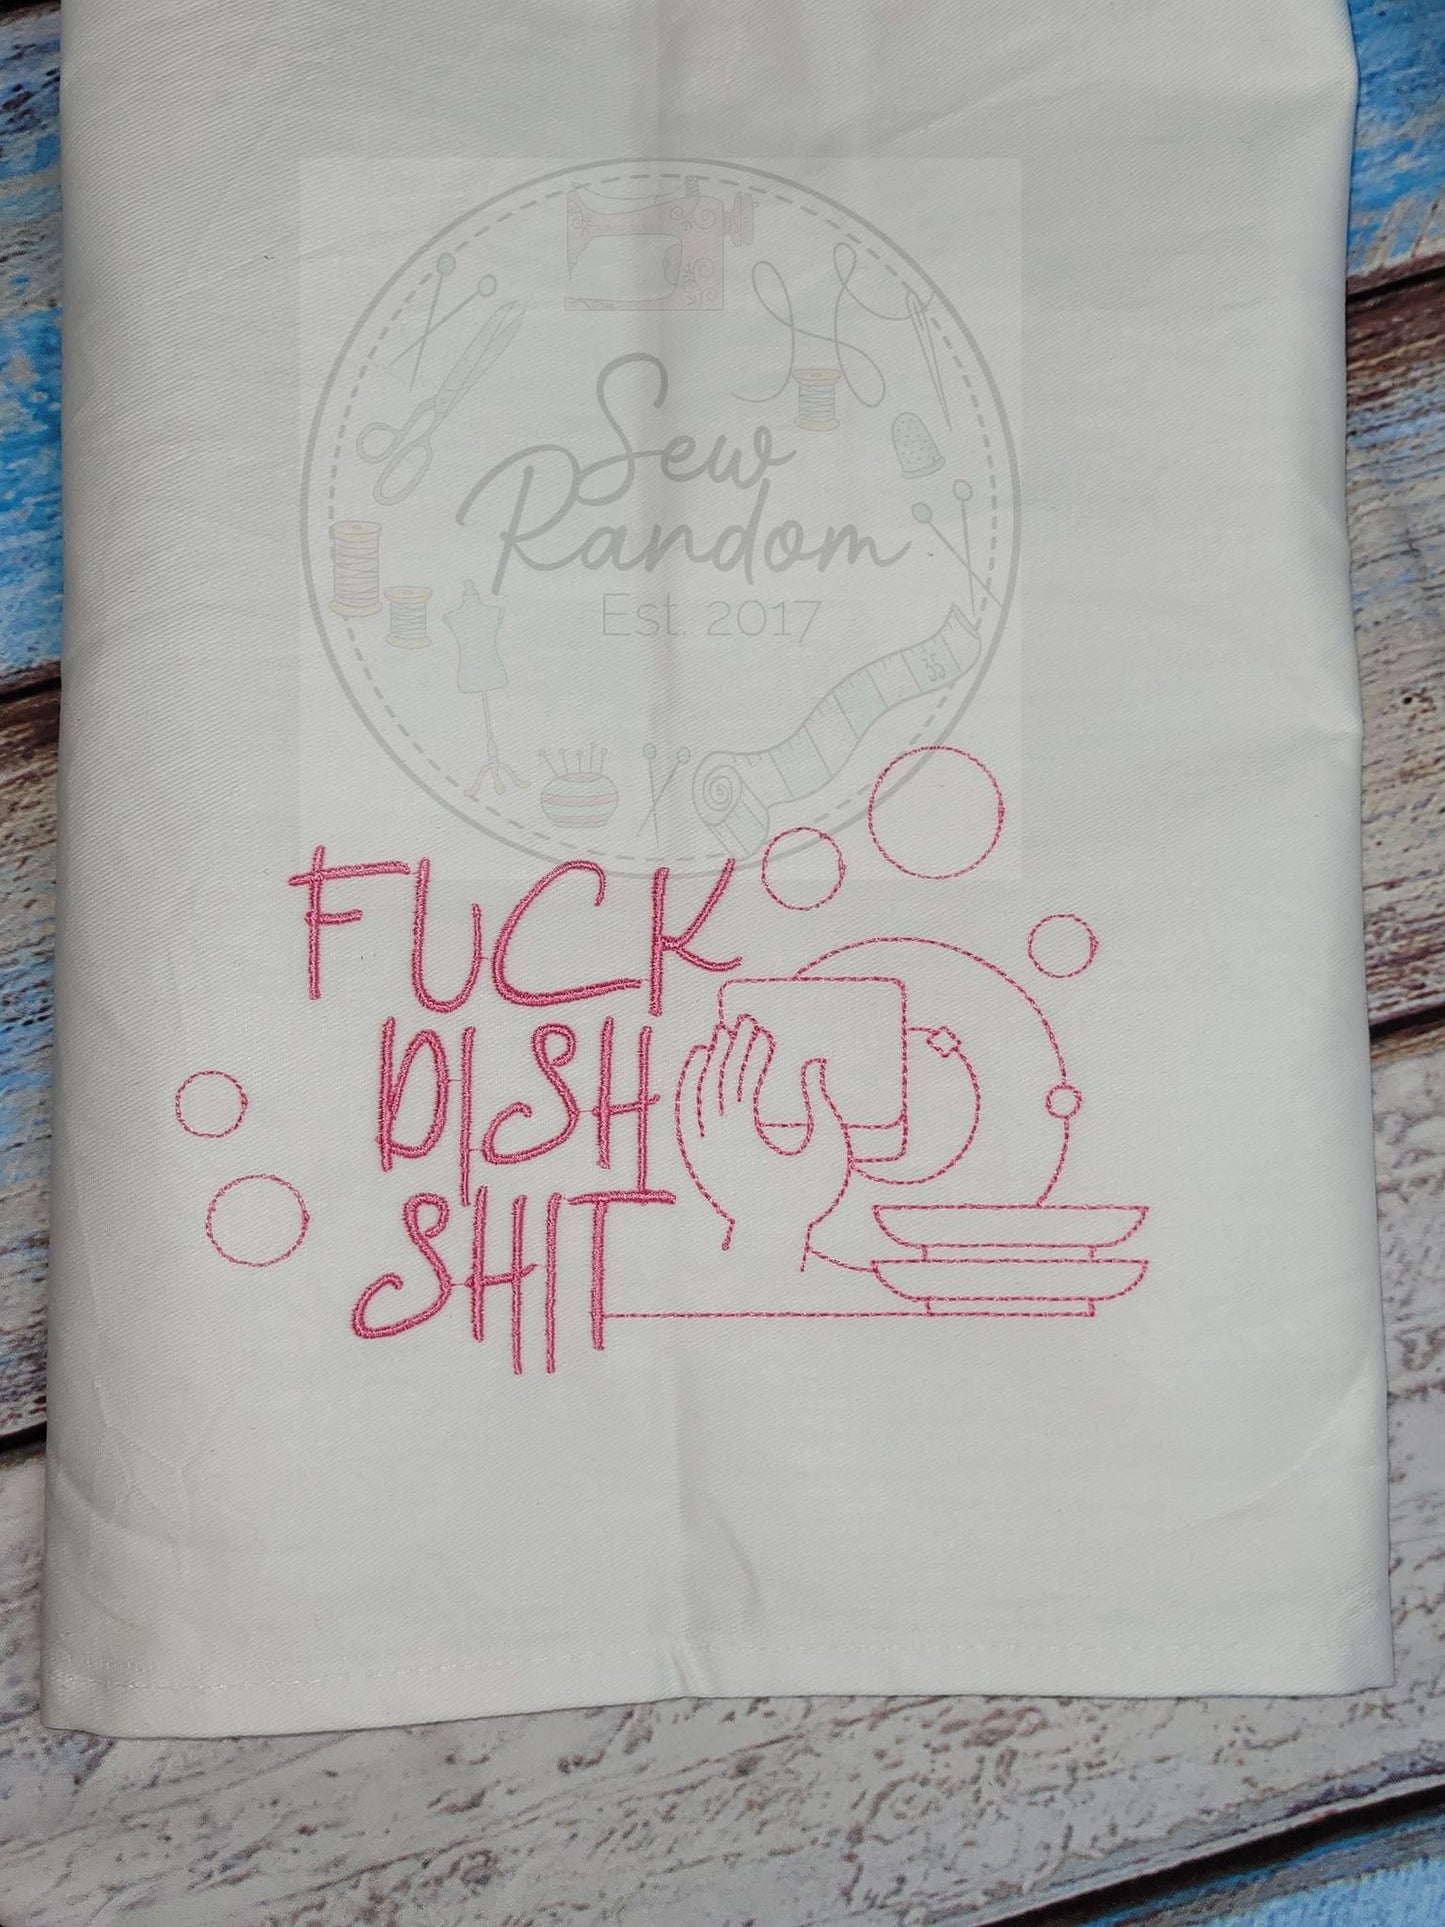 Sew
Random
Est. 2017
35
FUCK
DISH
SHIT